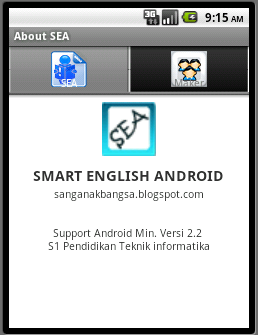 3G
9:15 AM
About SEA
SEA
Maker
SEA
SMART ENGLISH ANDROID
sanganakbangsa.blogspot.com
Support Android Min. Versi 2.2
S1 Pendidikan Teknik informatika